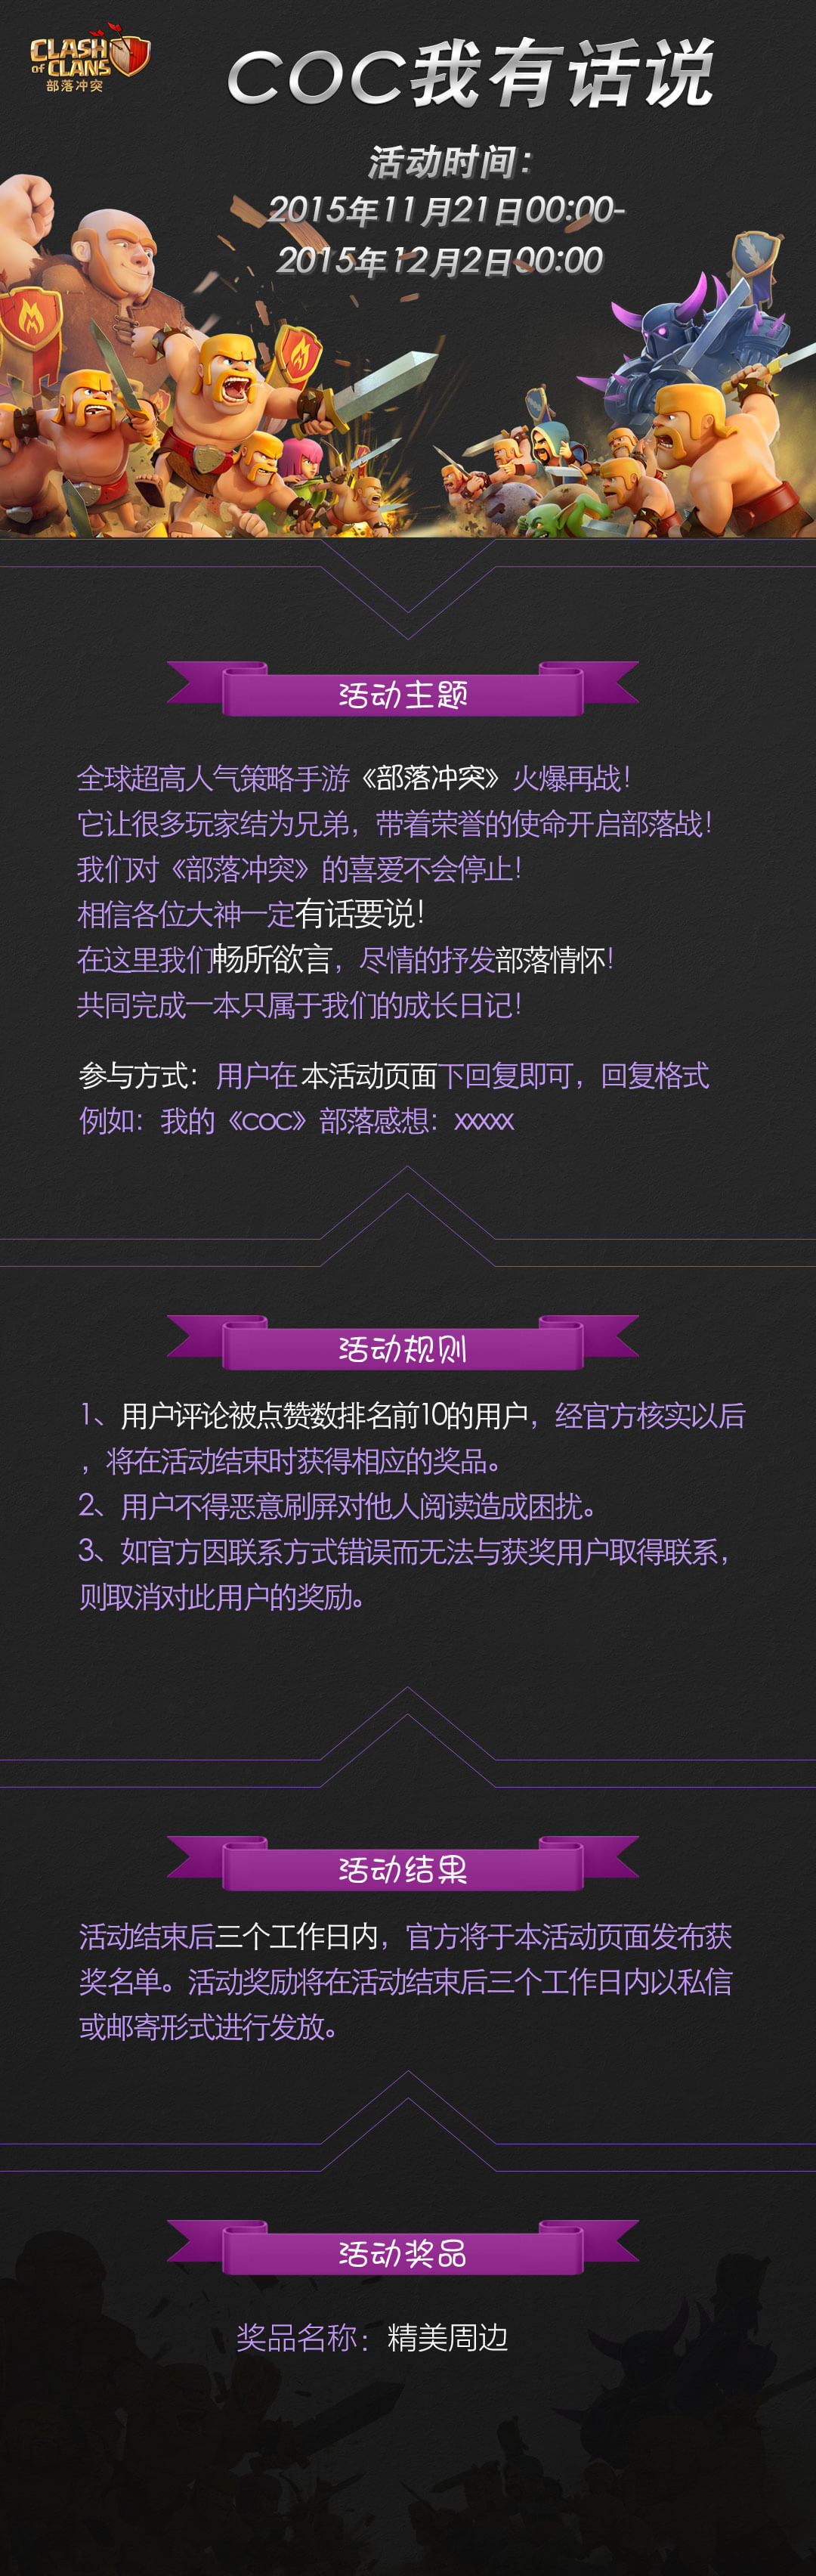 CLASH
OF CLANS
部落冲突
COC我有话说
活动时间：
2015年11月21日00:00-
2015年12月2日00:00
活动主题
全球超高人气策略手游《部落冲突》火爆再战！
它让很多玩家结为兄弟，带着荣誉的使命开启部落战！
我们对《部落冲突》的喜爱不会停止！
相信各位大神一定有话要说！
在这里我们畅所欲言，尽情的抒发部落情怀！
共同完成一本只属于我们的成长日记！
参与方式：用户在 本活动页面下回复即可，回复格式
例如：我的《COC》部落感想：xxxxx
活动规则
1、用户评论被点赞数排名前10的用户，经官方核实以后
，将在活动结束时获得相应的奖品。
2、用户不得恶意刷屏对他人阅读造成困扰。
3、如官方因联系方式错误而无法与获奖用户取得联系，
则取消对此用户的奖励。
活动结果
活动结束后三个工作日内，官方将于本活动页面发布获
奖名单。活动奖励将在活动结束后三个工作日内以私信
或邮寄形式进行发放。
活动奖品
奖品名称：精美周边